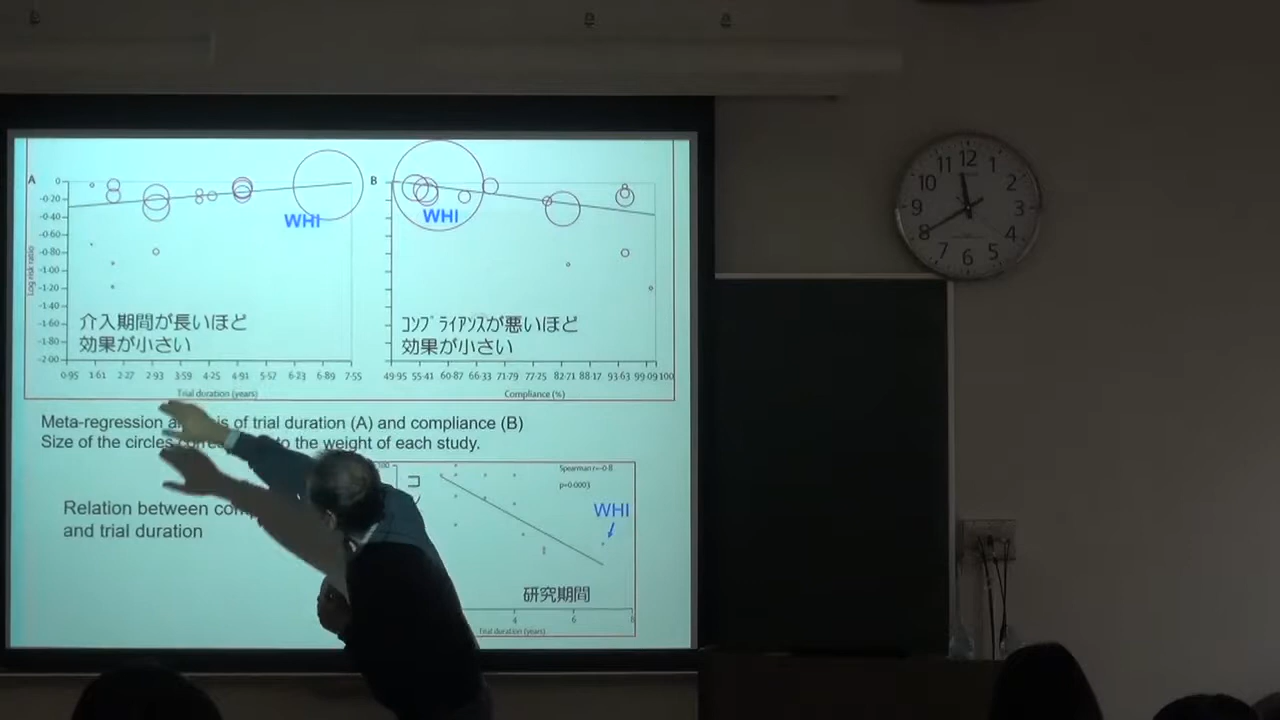 A
0
-0·20
-0·40
-0·60
-0·80
-1·00
-1·20
-1·40
-1·60
-1·80
-2·00
Log risk ratio
WHI
介入期間が長いほど
効果が小さい
0·95 1·61 2·27 2·93 3·59 4·25 4·91 5·57 6·23 6·89 7·55
Trial duration (years)
B
WHI
コンプライアンスが悪いほど
効果が小さい
49·95 55·41 60·87 66·33 71·79 77·25 82·71 88·17 93·63 99·09 100
Compliance (%)
Meta-regression of trial duration (A) and compliance (B)
Size of the circles to the weight of each study.
Relation between
and trial duration
100
コン
Spearman r=-0·8
p=0·0003
WHI
研究期間
4 6 8
Trial duration (years)
12 1 2 3 4 5 6 7 8 9 10 11